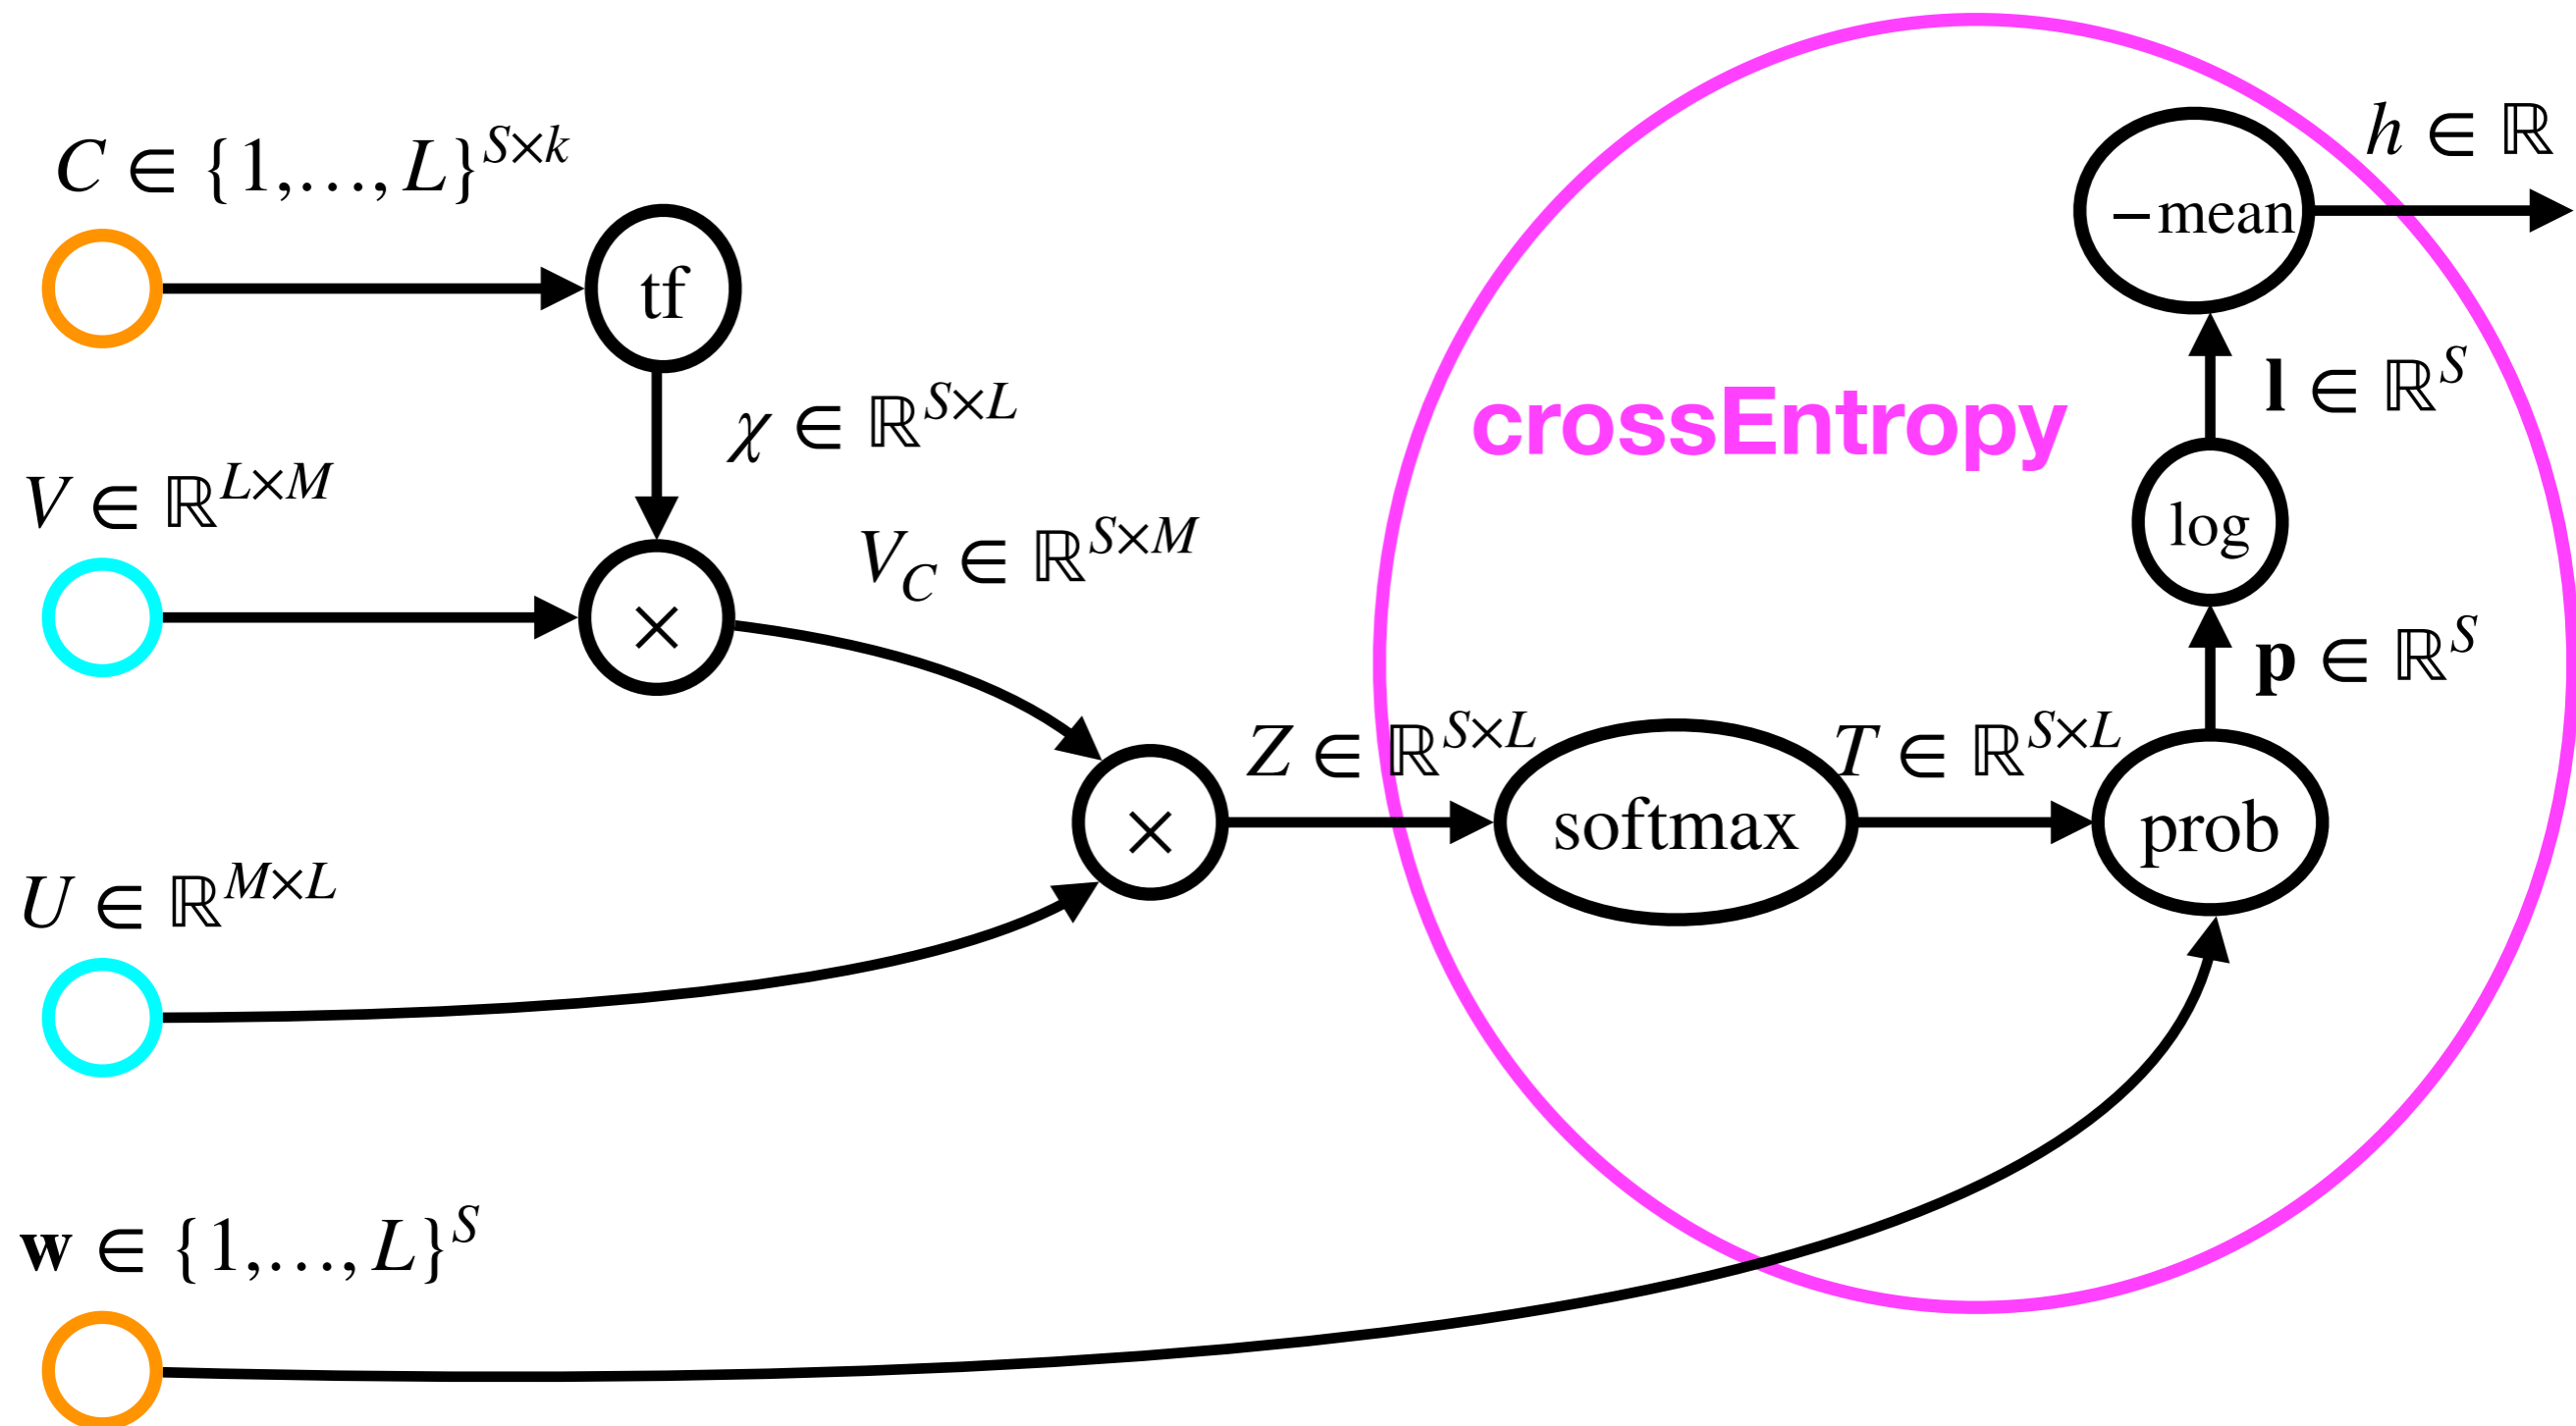 C ∈ {1,…, L}^{S×k}
tf
χ ∈ ℝ^{S×L}
V ∈ ℝ^{L×M}
×
V_C ∈ ℝ^{S×M}
U ∈ ℝ^{M×L}
×
Z ∈ ℝ^{S×L}
w ∈ {1,…, L}^S
crossEntropy
softmax
T ∈ ℝ^{S×L}
prob
p ∈ ℝ^S
log
l ∈ ℝ^S
−mean
h ∈ ℝ